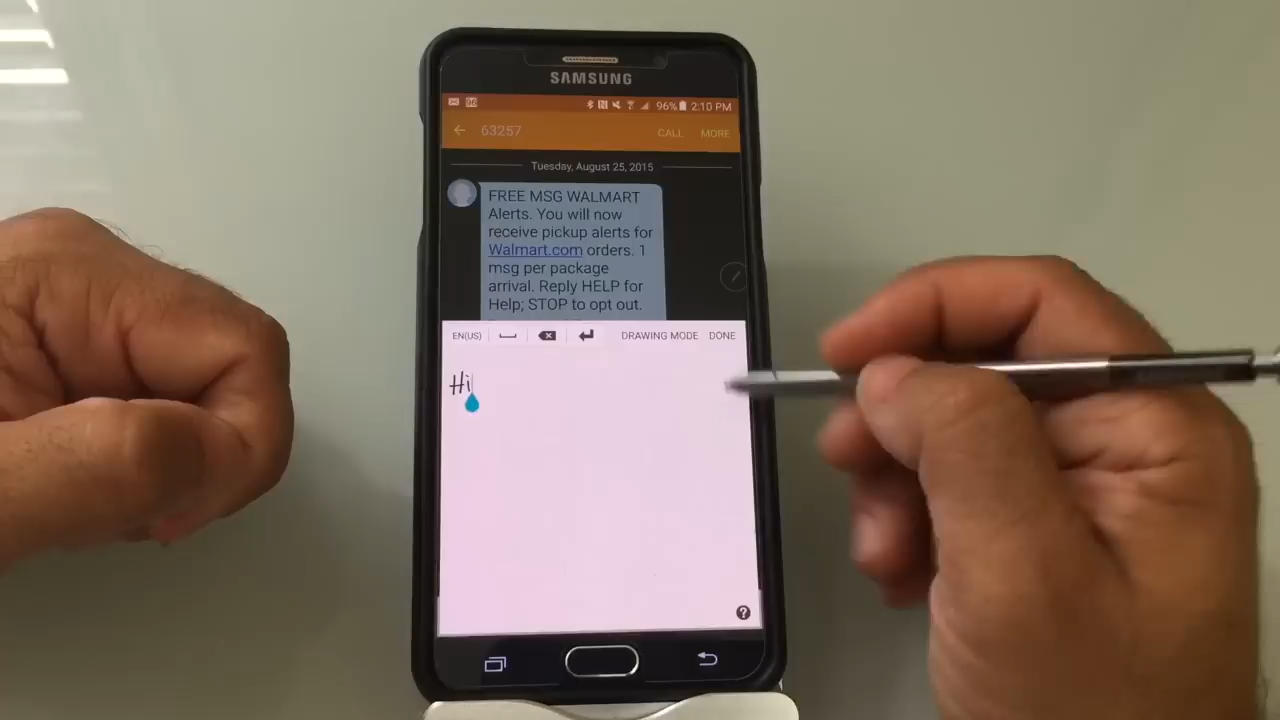 SAMSUNG
96% 2:10 PM
63257 CALL MORE
Tuesday, August 25, 2015
FREE MSG WALMART
Alerts. You will now
receive pickup alerts for
Walmart.com orders. 1
msg per package
arrival. Reply HELP for
Help; STOP to opt out.
EN(US) DRAWING MODE DONE
Hi
?